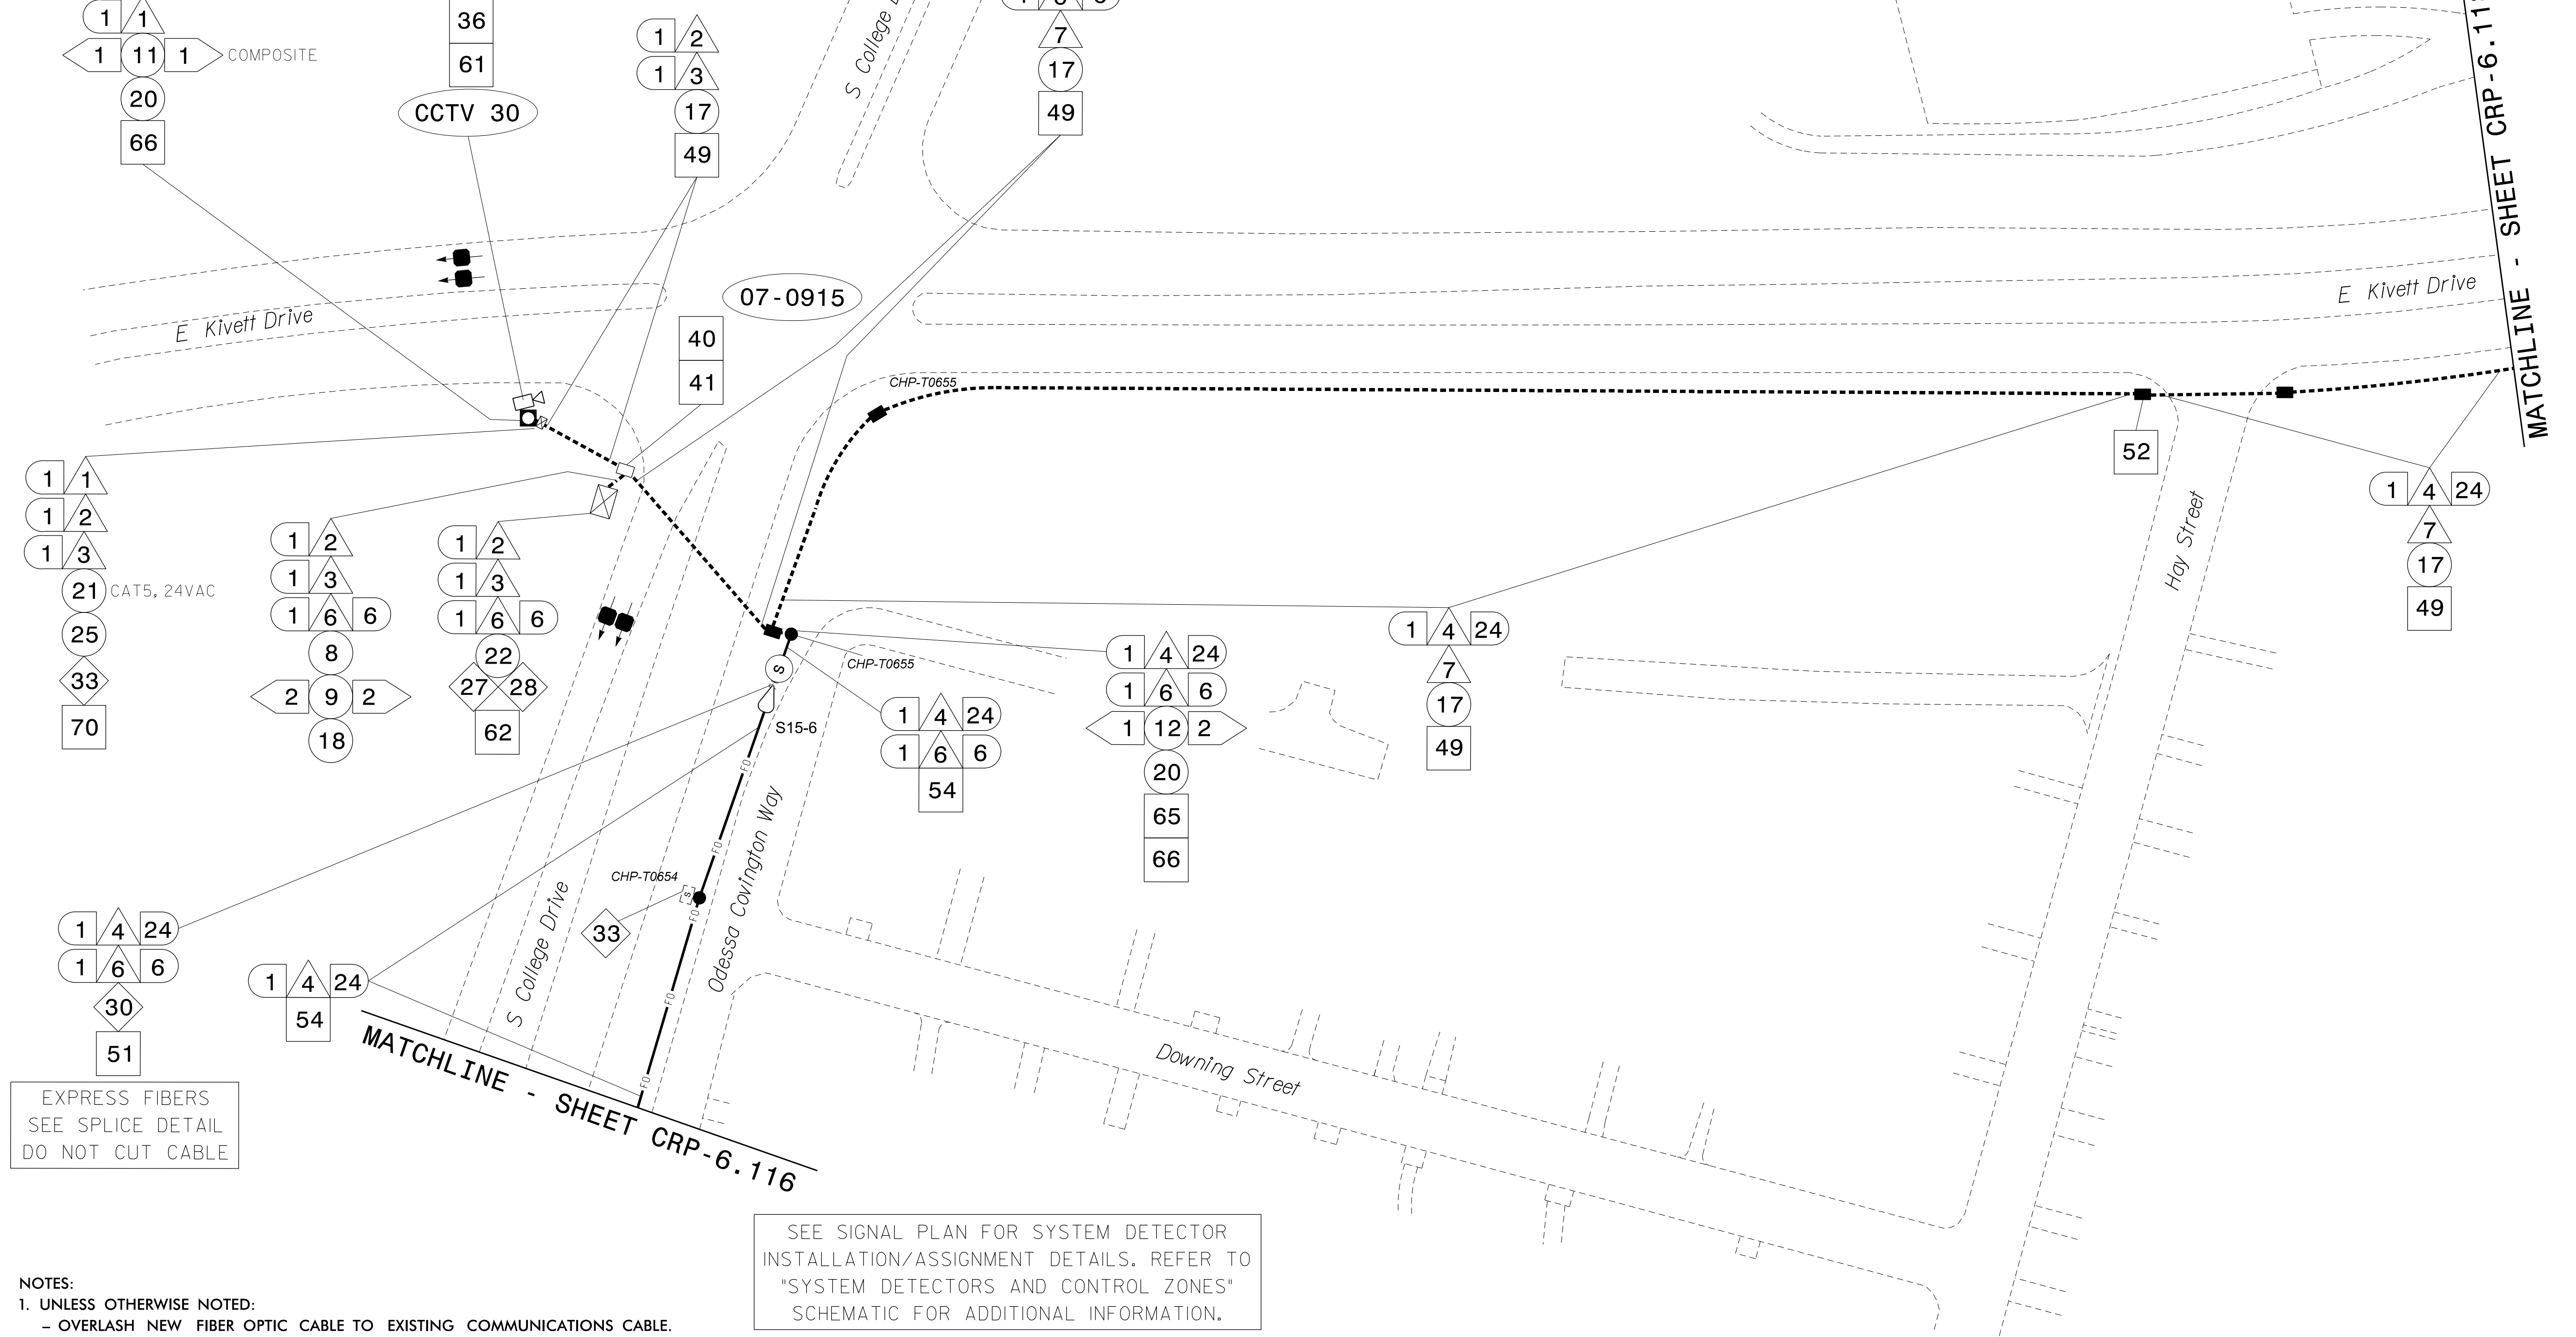 1 1
1 11 1 COMPOSITE
20
66
36
61
CCTV 30
1 2
1 3
17
49
7
17
49
S College
E Kivett Drive
07-0915
40
41
CHP-T0655
E Kivett Drive
MATCHLINE - SHEET CRP-6.11
52
1 4 24
7
17
49
Hay Street
1 1
1 2
1 3
21 CAT5, 24VAC
25
33
70
1 2
1 3
1 6 6
8
2 9 2
18
1 2
1 3
1 6 6
22
27 28
62
S
CHP-T0655
S15-6
1 4 24
1 6 6
54
1 4 24
1 6 6
1 12 2
20
65
66
1 4 24
7
17
49
FO
FO
CHP-T0654
S
FO
33
FO
FO
S College Drive
Odessa Covington Way
1 4 24
1 6 6
30
51
1 4 24
54
EXPRESS FIBERS
SEE SPLICE DETAIL
DO NOT CUT CABLE
MATCHLINE - SHEET CRP-6.116
Downing Street
SEE SIGNAL PLAN FOR SYSTEM DETECTOR
INSTALLATION/ASSIGNMENT DETAILS. REFER TO
"SYSTEM DETECTORS AND CONTROL ZONES"
SCHEMATIC FOR ADDITIONAL INFORMATION.
NOTES:
1. UNLESS OTHERWISE NOTED:
– OVERLASH NEW FIBER OPTIC CABLE TO EXISTING COMMUNICATIONS CABLE.